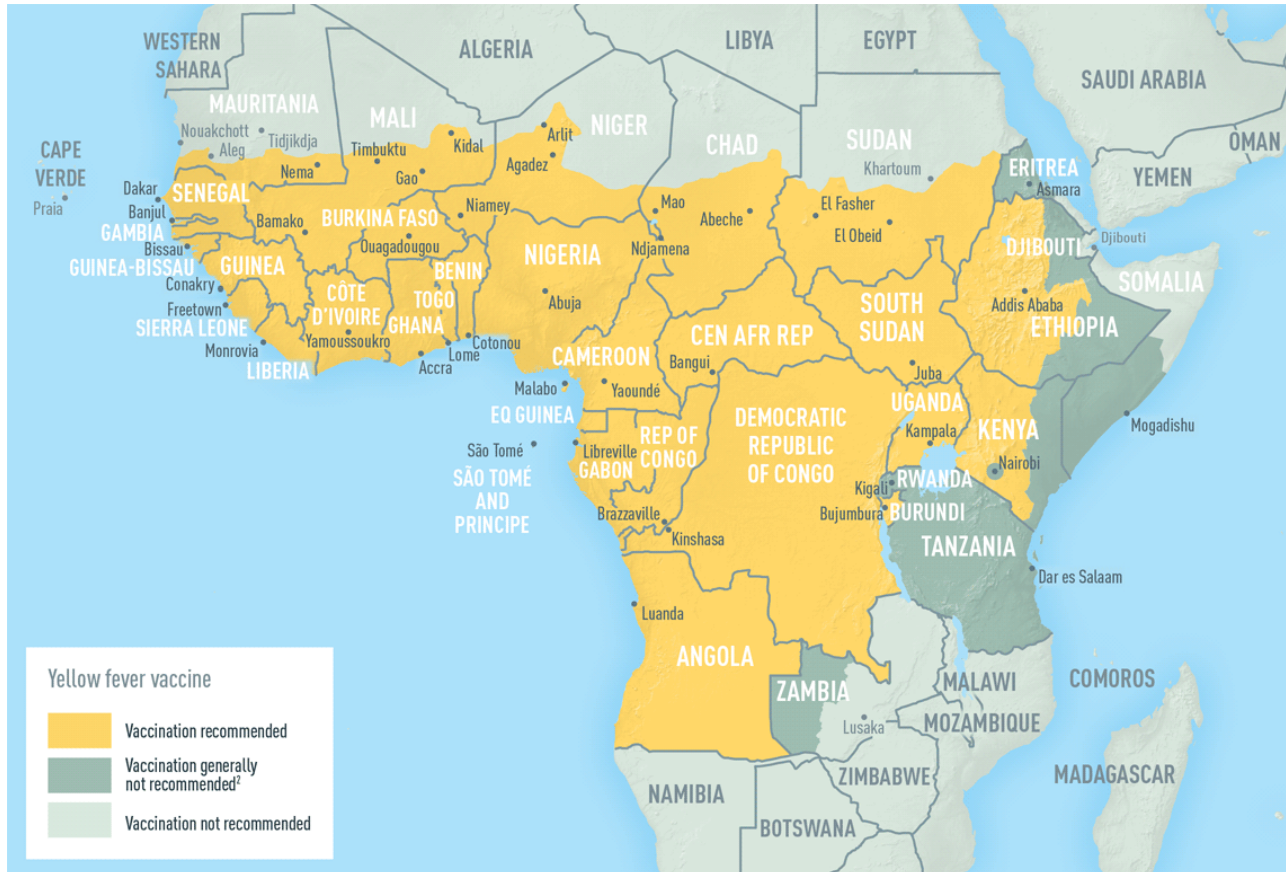 WESTERN
SAHARA
ALGERIA
LIBYA
EGYPT
SAUDI ARABIA
MAURITANIA
MALI
NIGER
CHAD
SUDAN
OMAN
Nouakchott
Tidjikdja
Aleg
Arlit
Kidal
Timbuktu
Agadez
Khartoum
ERITREA
YEMEN
CAPE
VERDE
Praia
Nema
Gao
Asmara
Dakar
SENEGAL
Banjul
GAMBIA
Bamako
BURKINA FASO
Niamey
Mao
Abeche
El Fasher
El Obeid
Bissau
GUINEA-BISSAU
Ouagadougou
Ndjamena
DJIBOUTI
Djibouti
GUINEA
NIGERIA
BENIN
SOMALIA
Conakry
CÔTE
D'IVOIRE
TOGO
GHANA
Abuja
SOUTH
SUDAN
Addis Ababa
ETHIOPIA
Freetown
SIERRA LEONE
Yamoussoukro
Cotonou
Lome
Accra
CEN AFR REP
Monrovia
LIBERIA
CAMEROON
Bangui
Juba
Malabo
Yaoundé
EQ GUINEA
DEMOCRATIC
REPUBLIC
OF CONGO
UGANDA
Kampala
KENYA
Mogadishu
São Tomé
Libreville
GABON
REP OF
CONGO
Nairobi
SÃO TOMÉ
AND
PRINCIPE
Kigali
RWANDA
Brazzaville
Bujumbura
BURUNDI
Kinshasa
TANZANIA
Dar es Salaam
Luanda
ANGOLA
ZAMBIA
Lusaka
MALAWI
COMOROS
MOZAMBIQUE
ZIMBABWE
MADAGASCAR
NAMIBIA
BOTSWANA
Yellow fever vaccine
Vaccination recommended
Vaccination generally
not recommended²
Vaccination not recommended